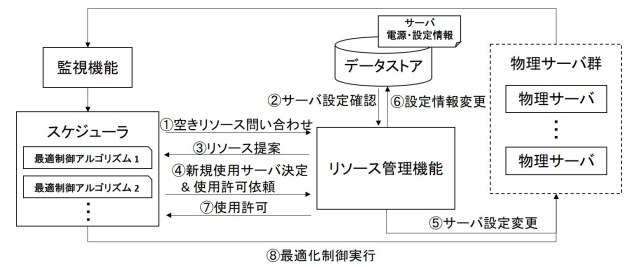 サーバ
電源・設定情報
監視機能
データストア
物理サーバ群
②サーバ設定確認
⑥設定情報変更
物理サーバ
スケジューラ
①空きリソース問い合わせ
最適制御アルゴリズム 1
③リソース提案
リソース管理機能
物理サーバ
④新規使用サーバ決定
& 使用許可依頼
最適制御アルゴリズム 2
⑦使用許可
⑤サーバ設定変更
⑧最適化制御実行